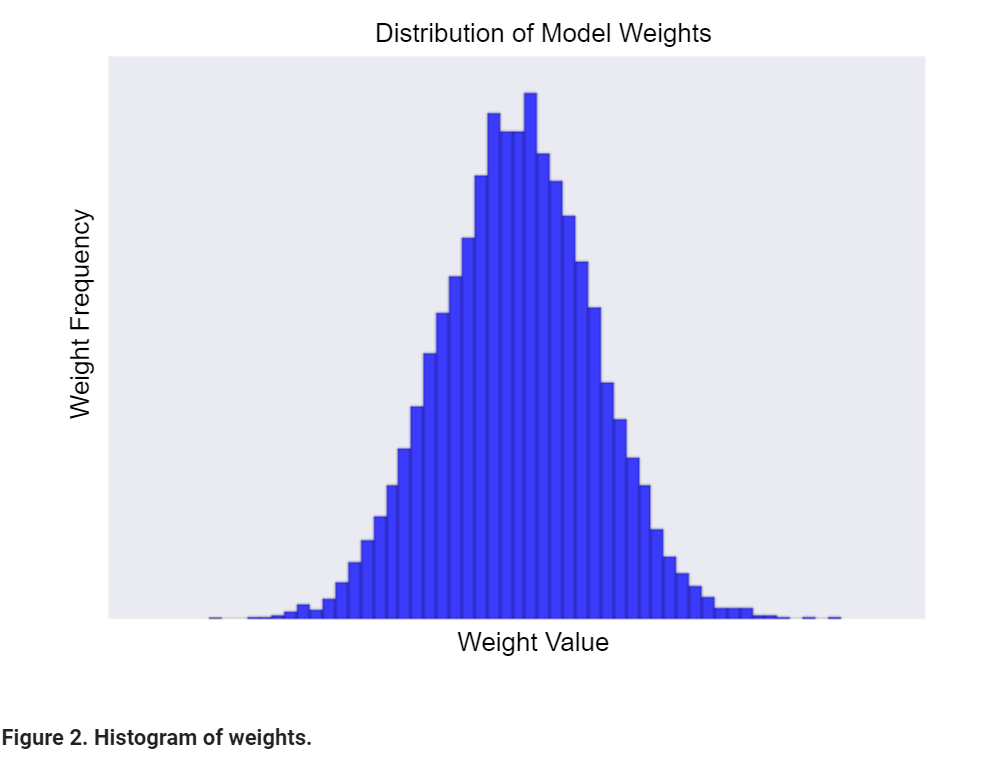 Distribution of Model Weights
Weight Frequency
Weight Value
Figure 2. Histogram of weights.